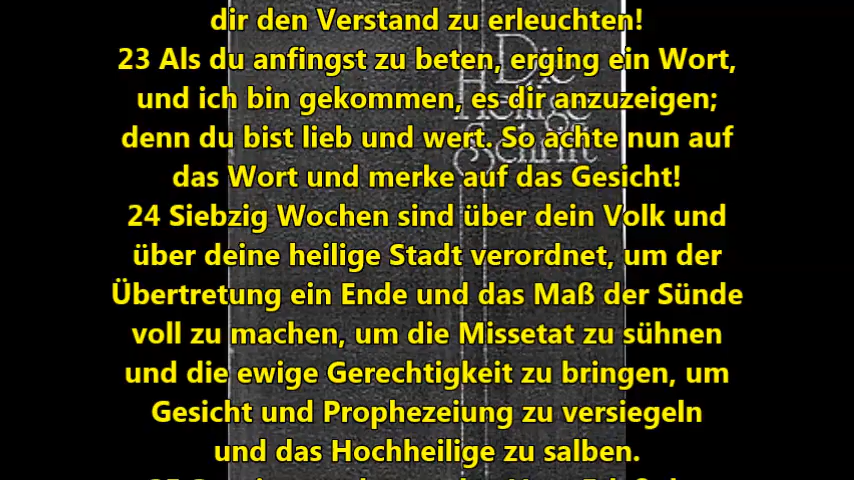 dir den Verstand zu erleuchten!
23 Als du anfingst zu beten, erging ein Wort,
und ich bin gekommen, es dir anzuzeigen;
denn du bist lieb und wert. So achte nun auf
das Wort und merke auf das Gesicht!
24 Siebzig Wochen sind über dein Volk und
über deine heilige Stadt verordnet, um der
Übertretung ein Ende und das Maß der Sünde
voll zu machen, um die Missetat zu sühnen
und die ewige Gerechtigkeit zu bringen, um
Gesicht und Prophezeiung zu versiegeln
und das Hochheilige zu salben.
Die
Heilige
Schrift